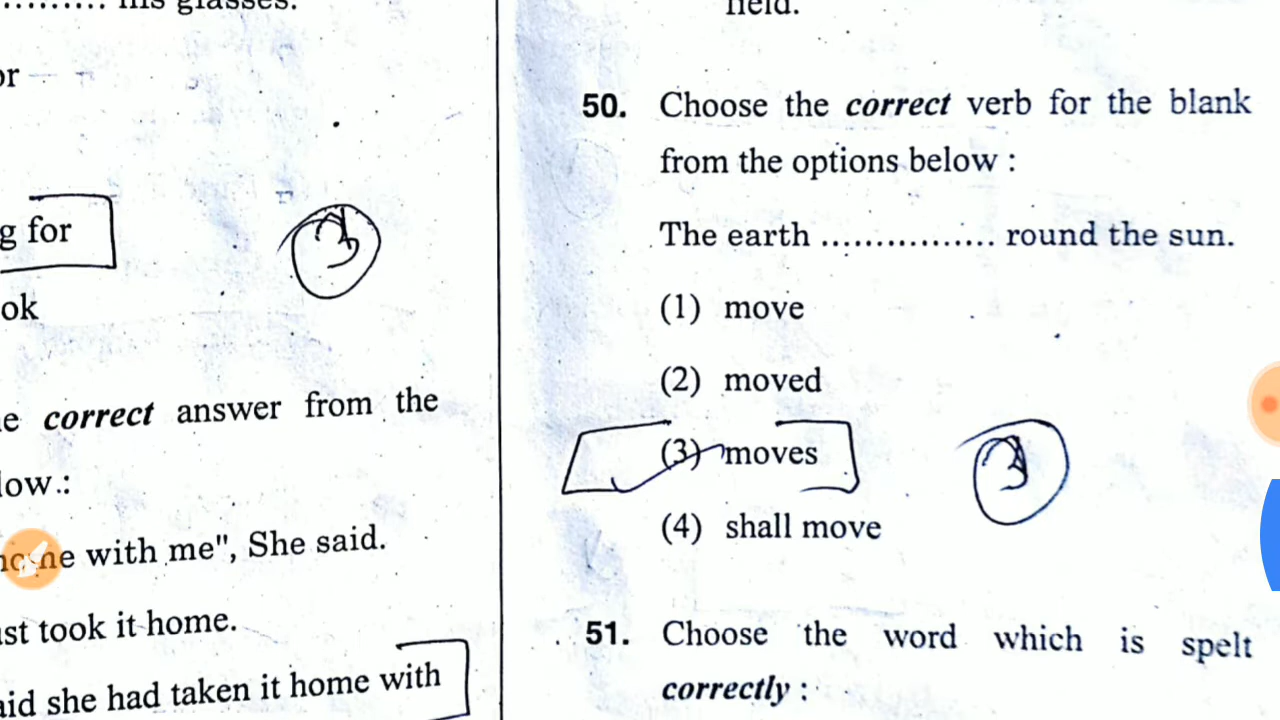 his glasses.
or
g for
3
ok
correct answer from the
low.:
with me", She said.
ust took it home.
aid she had taken it home with
field.
50. Choose the correct verb for the blank
from the options below :
The earth ................ round the sun.
(1) move
(2) moved
(3) moves
3
(4) shall move
51. Choose the word which is spelt
correctly :